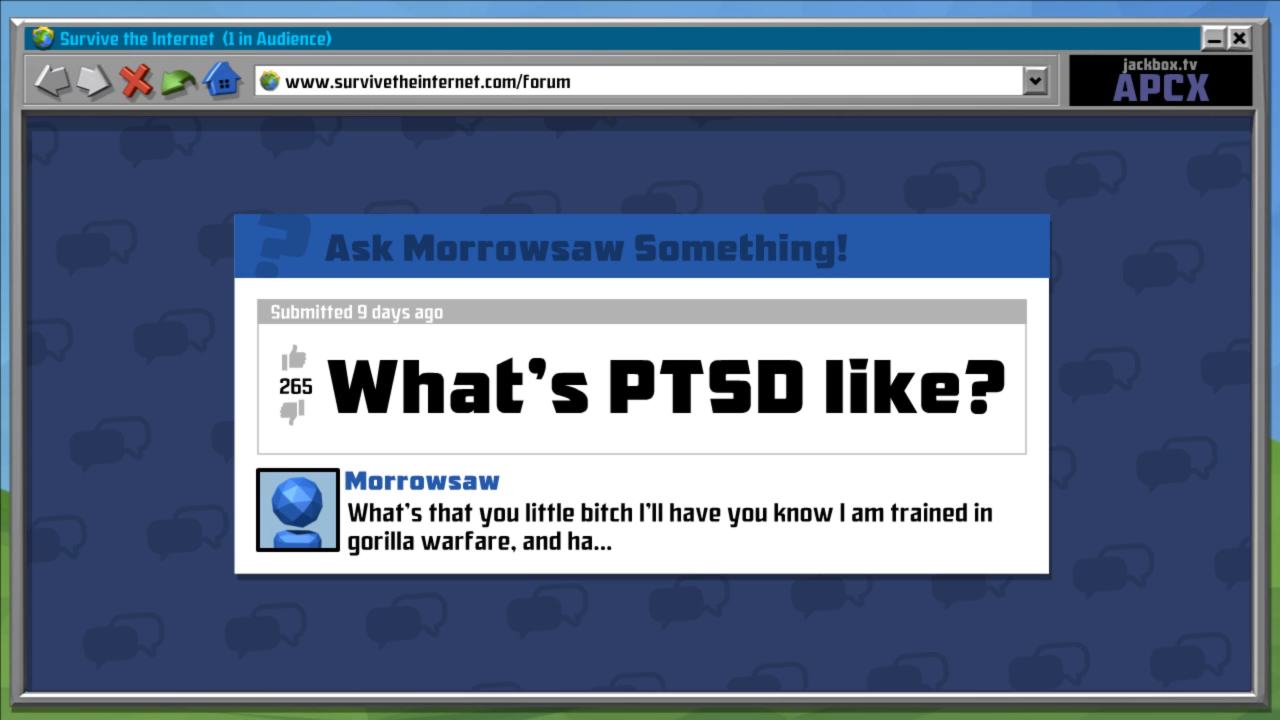 Survive the Internet (1 in Audience)
www.survivetheinternet.com/forum
jackbox.tv
APCX
Ask Morrowsaw Something!
Submitted 9 days ago
265
What's PTSD like?
Morrowsaw
What's that you little bitch I'll have you know I am trained in
gorilla warfare, and ha...